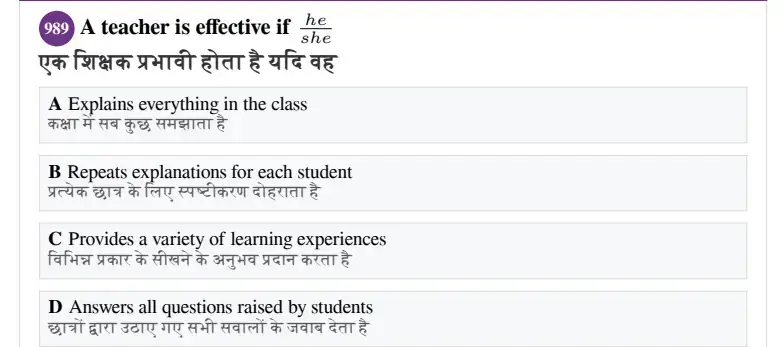 989 A teacher is effective if he/she
एक शिक्षक प्रभावी होता है यदि वह
A Explains everything in the class
कक्षा में सब कुछ समझाता है
B Repeats explanations for each student
प्रत्येक छात्र के लिए स्पष्टीकरण दोहराता है
C Provides a variety of learning experiences
विभिन्न प्रकार के सीखने के अनुभव प्रदान करता है
D Answers all questions raised by students
छात्रों द्वारा उठाए गए सभी सवालों के जवाब देता है